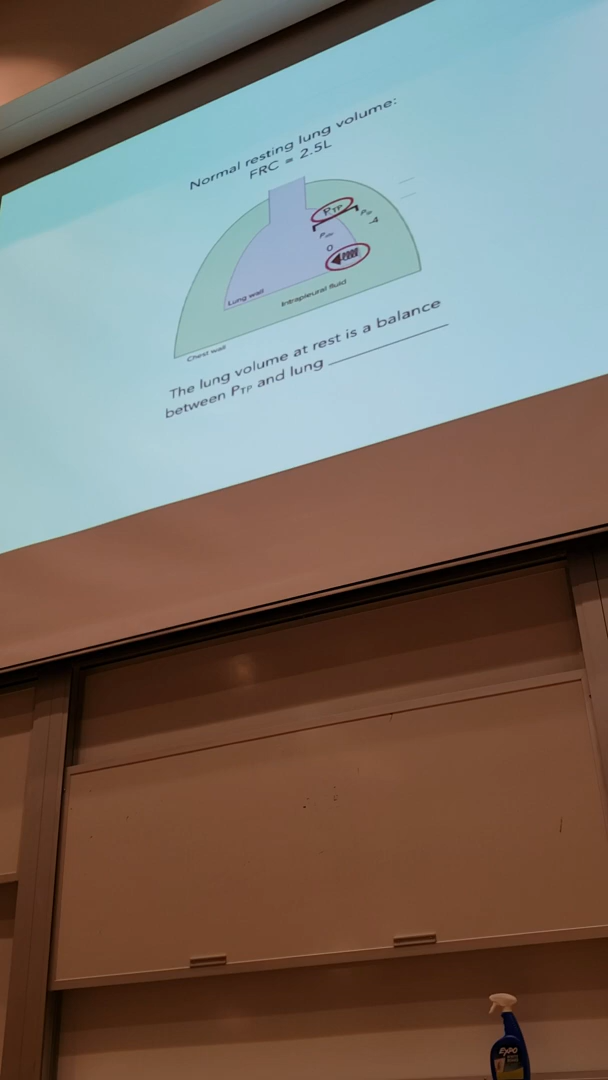 Normal resting lung volume:
FRC = 2.5L
PTP
0
Lung wall
Intrapleural fluid
Chest wall
The lung volume at rest is a balance
between PTP and lung ___________
EXPO